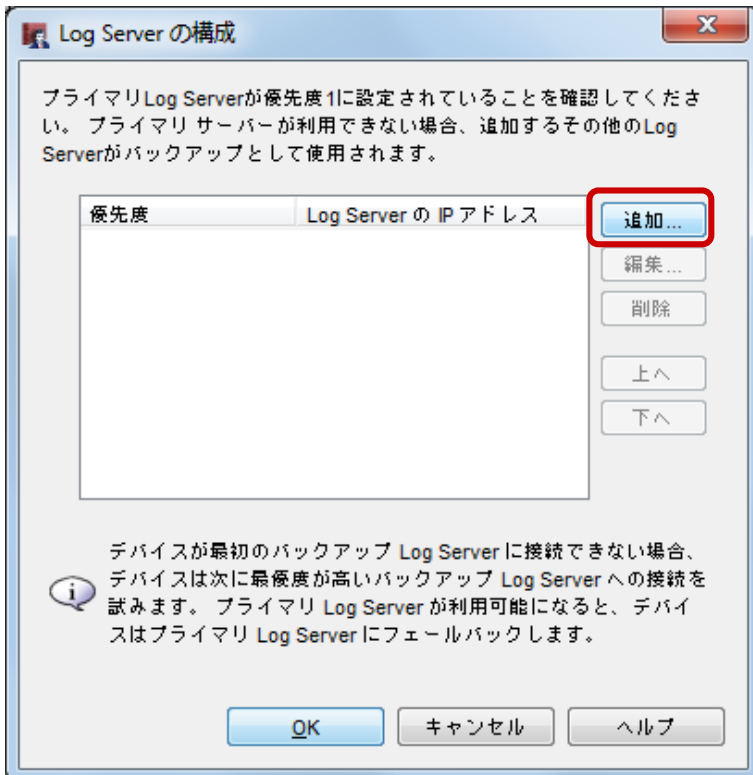 Log Server の構成
プライマリLog Serverが優先度1に設定されていることを確認してくださ
い。 プライマリ サーバーが利用できない場合、追加するその他のLog
Serverがバックアップとして使用されます。
優先度 Log Server の IP アドレス
追加...
編集...
削除
上へ
下へ
デバイスが最初のバックアップ Log Server に接続できない場合、
デバイスは次に最優度が高いバックアップ Log Server への接続を
試みます。 プライマリ Log Server が利用可能になると、デバイ
スはプライマリ Log Server にフェールバックします。
OK キャンセル ヘルプ